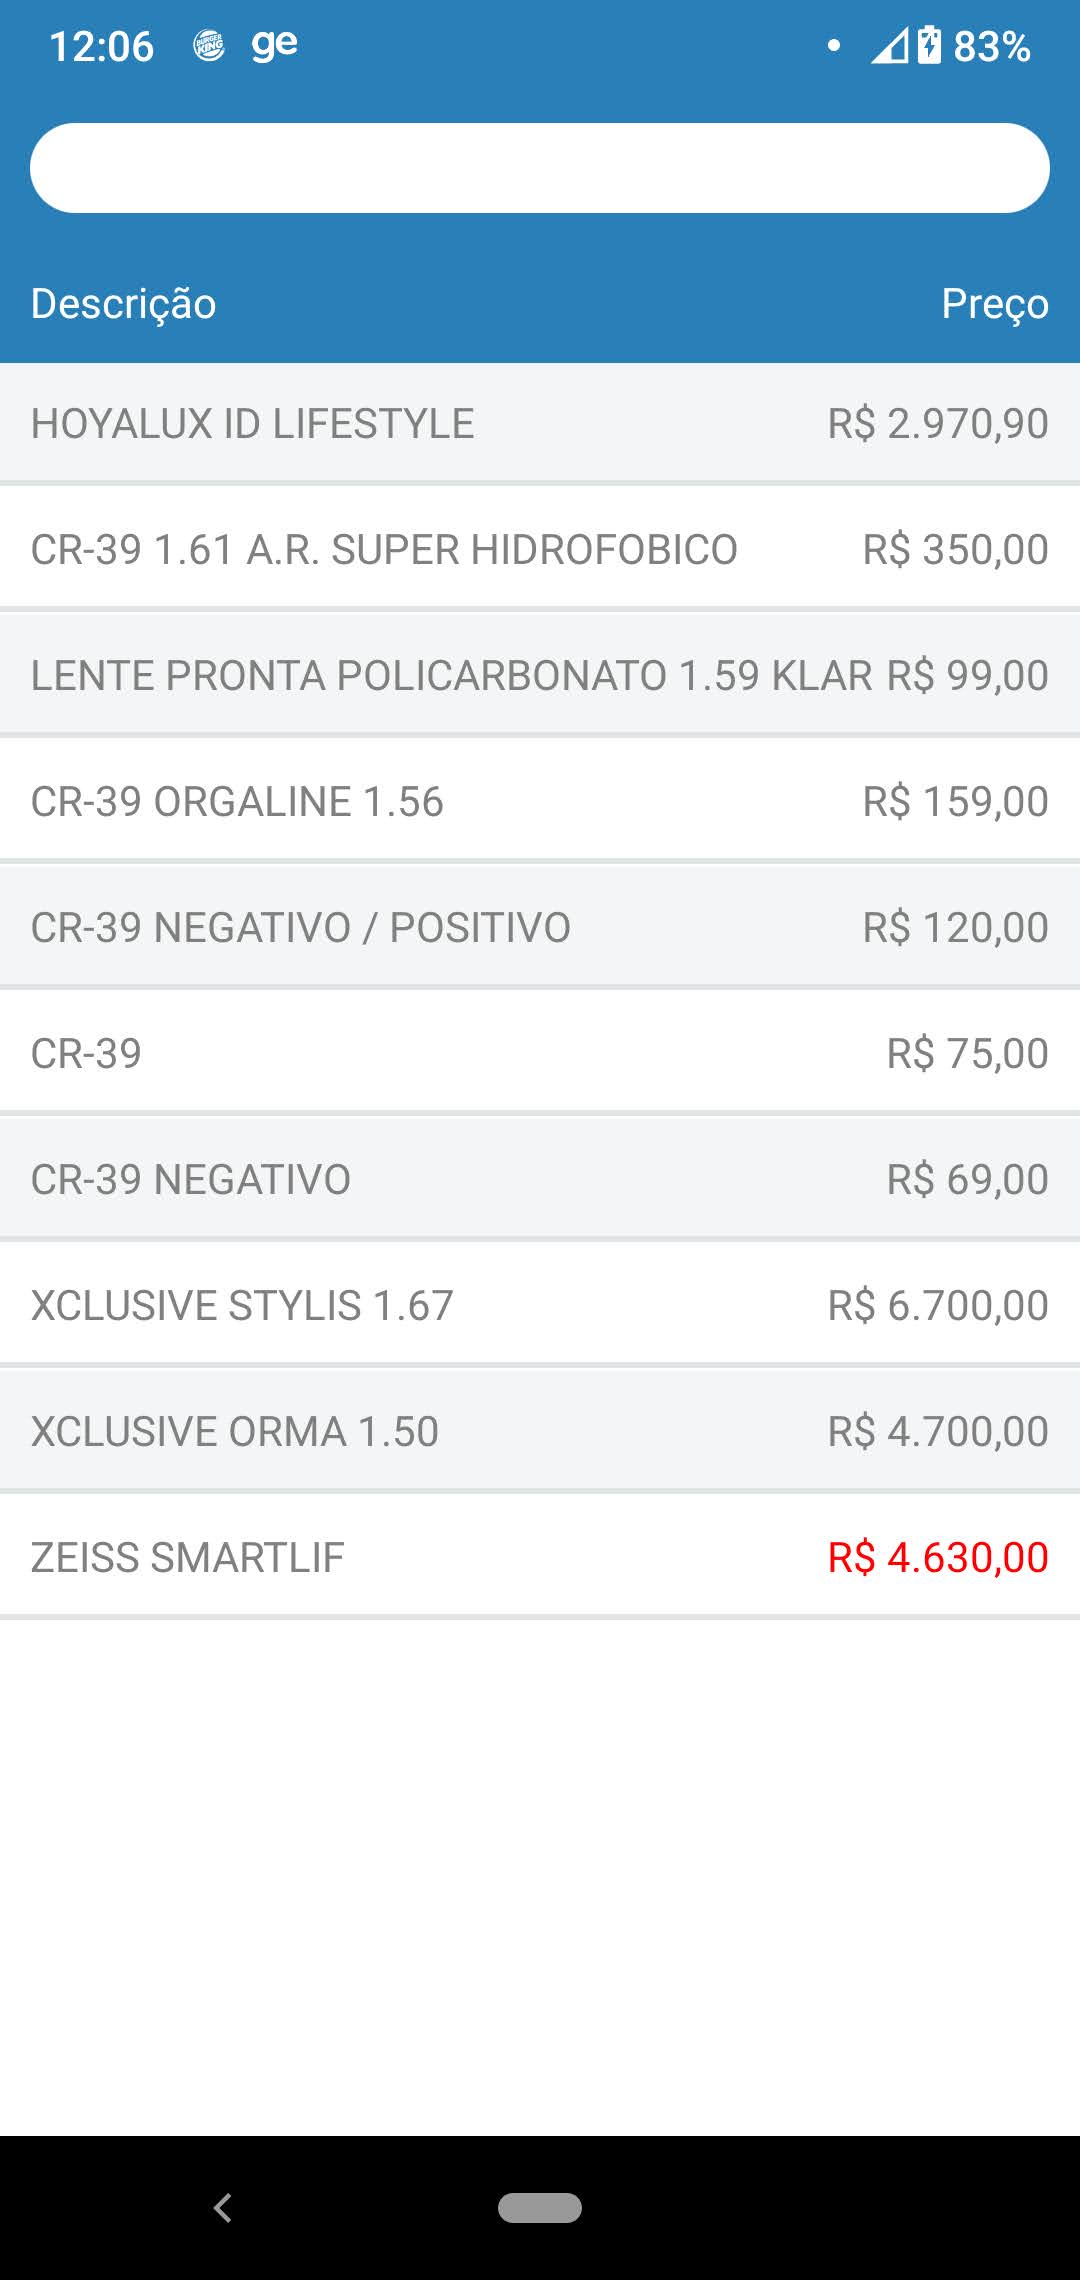 12:06 BURGER KING ge 83%
Descrição Preço
HOYALUX ID LIFESTYLE R$ 2.970,90
CR-39 1.61 A.R. SUPER HIDROFOBICO R$ 350,00
LENTE PRONTA POLICARBONATO 1.59 KLAR R$ 99,00
CR-39 ORGALINE 1.56 R$ 159,00
CR-39 NEGATIVO / POSITIVO R$ 120,00
CR-39 R$ 75,00
CR-39 NEGATIVO R$ 69,00
XCLUSIVE STYLIS 1.67 R$ 6.700,00
XCLUSIVE ORMA 1.50 R$ 4.700,00
ZEISS SMARTLIF R$ 4.630,00